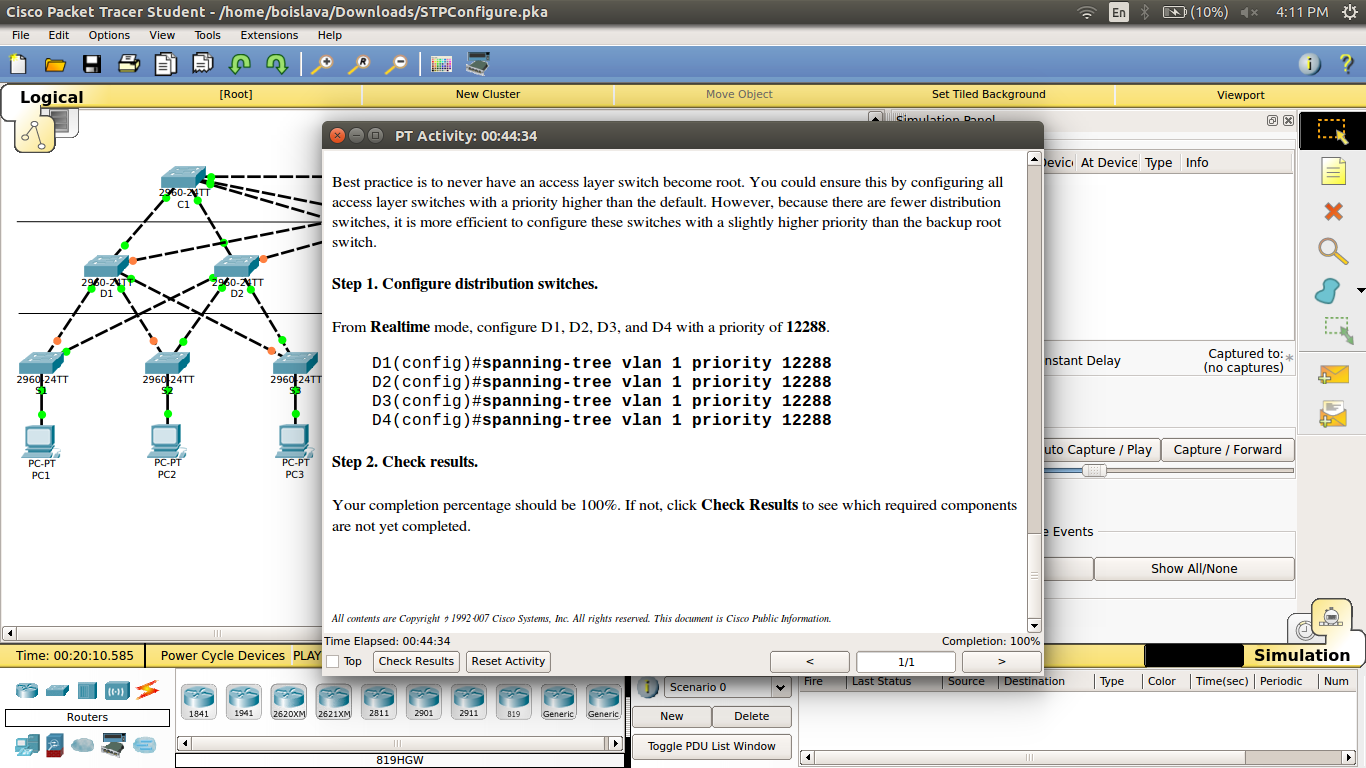 Cisco Packet Tracer Student - /home/boislava/Downloads/STPConfigure.pka
En
(10%)
4:11 PM
File Edit Options View Tools Extensions Help
Logical
[Root]
New Cluster
Move Object
Set Tiled Background
Viewport
Simulation Panel
At Device Type Info
PT Activity: 00:44:34
Best practice is to never have an access layer switch become root. You could ensure this by configuring all
access layer switches with a priority higher than the default. However, because there are fewer distribution
switches, it is more efficient to configure these switches with a slightly higher priority than the backup root
switch.
Step 1. Configure distribution switches.
From Realtime mode, configure D1, D2, D3, and D4 with a priority of 12288.
D1(config)#spanning-tree vlan 1 priority 12288
D2(config)#spanning-tree vlan 1 priority 12288
D3(config)#spanning-tree vlan 1 priority 12288
D4(config)#spanning-tree vlan 1 priority 12288
Step 2. Check results.
Your completion percentage should be 100%. If not, click Check Results to see which required components
are not yet completed.
All contents are Copyright 1992-007 Cisco Systems, Inc. All rights reserved. This document is Cisco Public Information.
Time Elapsed: 00:44:34
Completion: 100%
Top
Check Results
Reset Activity
<
1/1
>
2960-24TT
C1
2960-24TT
D1
2960-24TT
D2
2960-24TT
S1
2960-24TT
S2
2960-24TT
S3
PC-PT
PC1
PC-PT
PC2
PC-PT
PC3
nstant Delay
Captured to:
(no captures)
uto Capture / Play
Capture / Forward
e Events
Show All/None
Time: 00:20:10.585
Power Cycle Devices PLAY
Simulation
Routers
1841
1941
2620XM
2621XM
2811
2901
2911
819
Generic
Generic
819HGW
Scenario 0
New
Delete
Toggle PDU List Window
Fire Last Status Source Destination Type Color Time(sec) Periodic Num